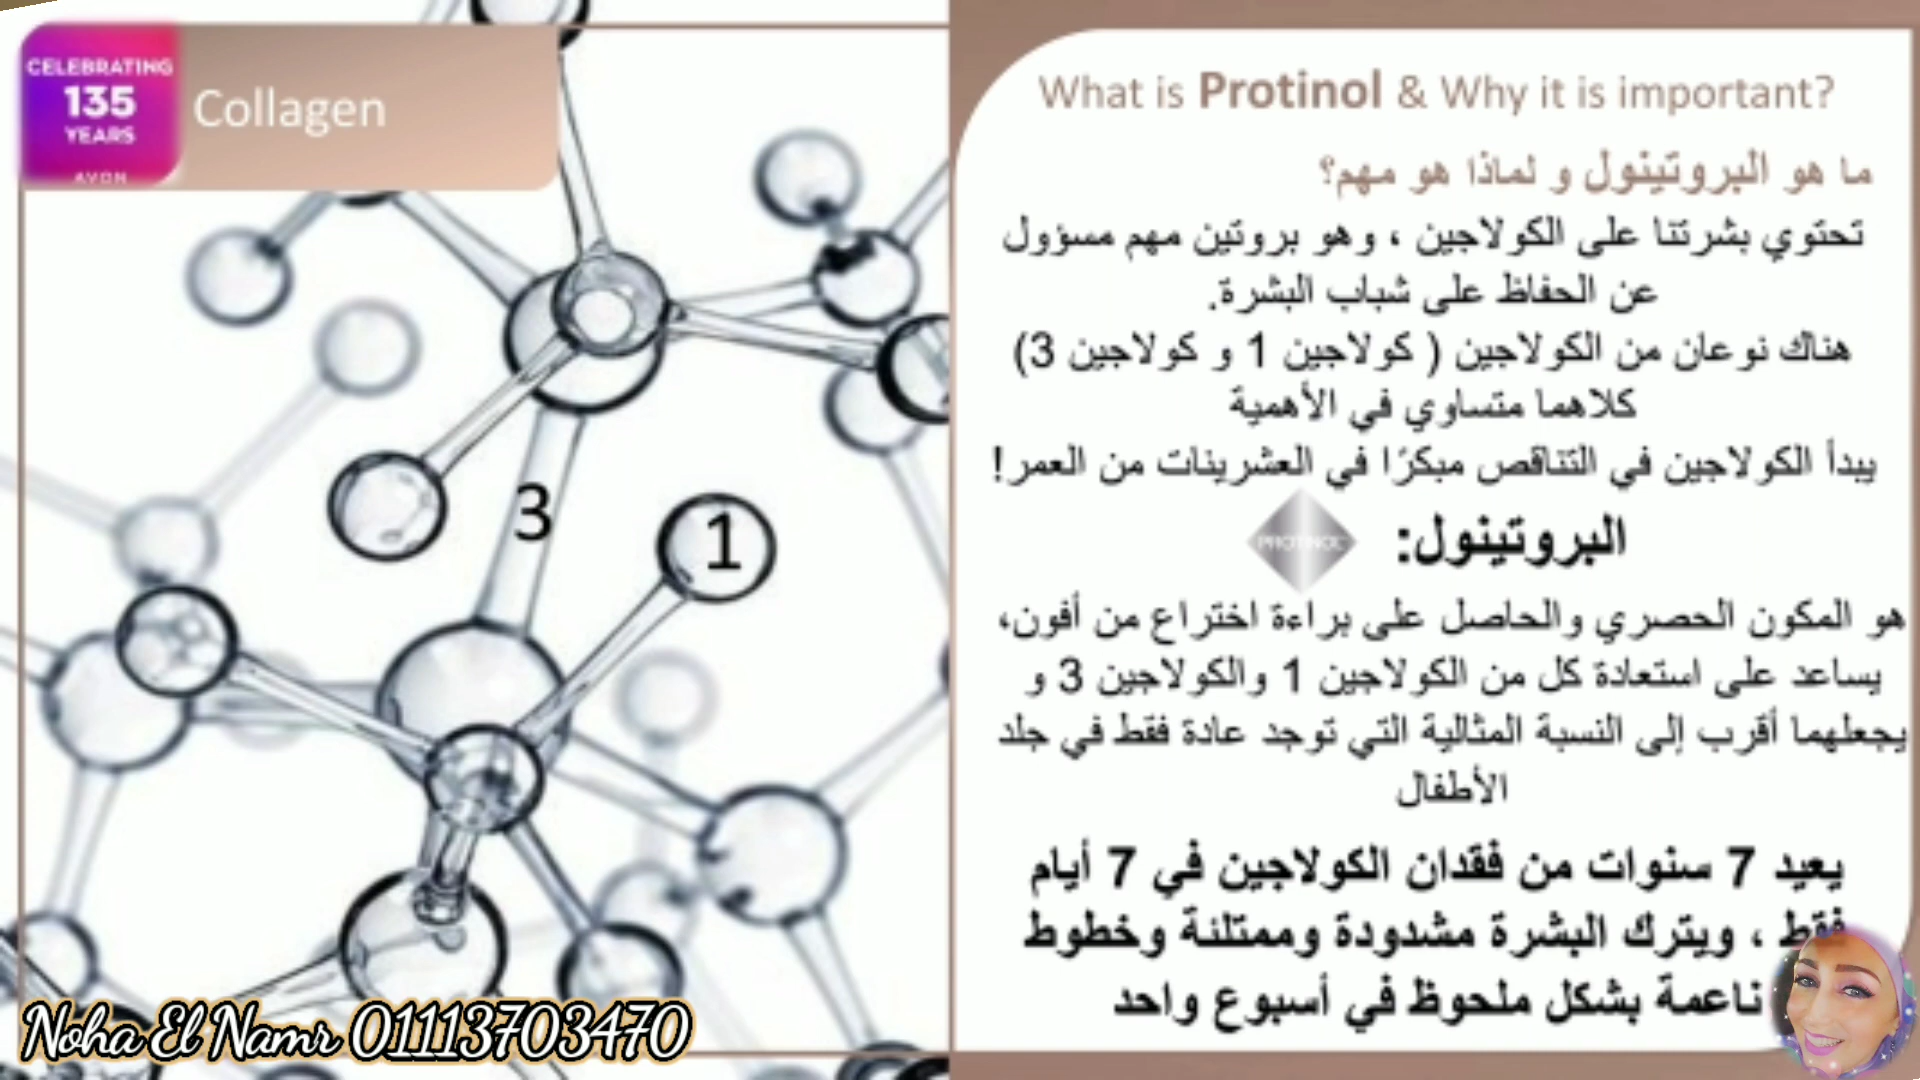 CELEBRATING
135
YEARS
AVON
Collagen
3
1
Noha El Namr 01113703470
What is Protinol & Why it is important?
ما هو البروتينول و لماذا هو مهم؟
تحتوي بشرتنا على الكولاجين ، وهو بروتين مهم مسؤول
عن الحفاظ على شباب البشرة.
هناك نوعان من الكولاجين ( كولاجين 1 و كولاجين 3)
كلاهما متساوي في الأهمية
يبدأ الكولاجين في التناقص مبكرًا في العشرينات من العمر!
البروتينول:
PROTINOL
هو المكون الحصري والحاصل على براءة اختراع من أفون،
يساعد على استعادة كل من الكولاجين 1 والكولاجين 3 و
يجعلهما أقرب إلى النسبة المثالية التي توجد عادة فقط في جلد
الأطفال
يعيد 7 سنوات من فقدان الكولاجين في 7 أيام
فقط ، ويترك البشرة مشدودة وممتلئة وخطوط
ناعمة بشكل ملحوظ في أسبوع واحد